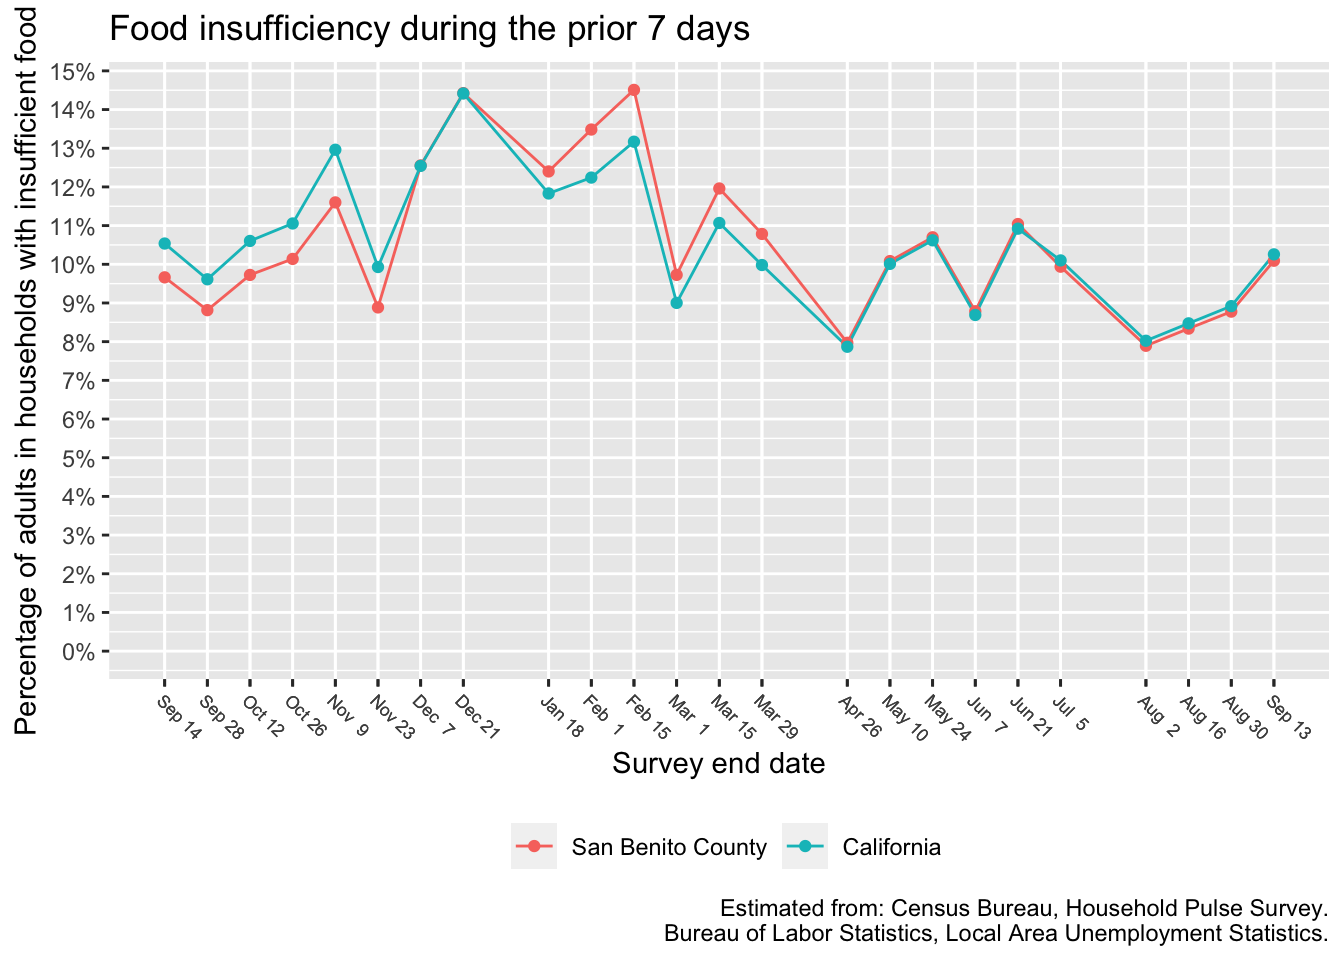 Food insufficiency during the prior 7 days
Percentage of adults in households with insufficient food
15%
14%
13%
12%
11%
10%
9%
8%
7%
6%
5%
4%
3%
2%
1%
0%
Sep 14
Sep 28
Oct 12
Oct 26
Nov 9
Nov 23
Dec 7
Dec 21
Jan 18
Feb 1
Feb 15
Mar 1
Mar 15
Mar 29
Apr 26
May 10
May 24
Jun 7
Jun 21
Jul 5
Aug 2
Aug 16
Aug 30
Sep 13
Survey end date
San Benito County
California
Estimated from: Census Bureau, Household Pulse Survey.
Bureau of Labor Statistics, Local Area Unemployment Statistics.